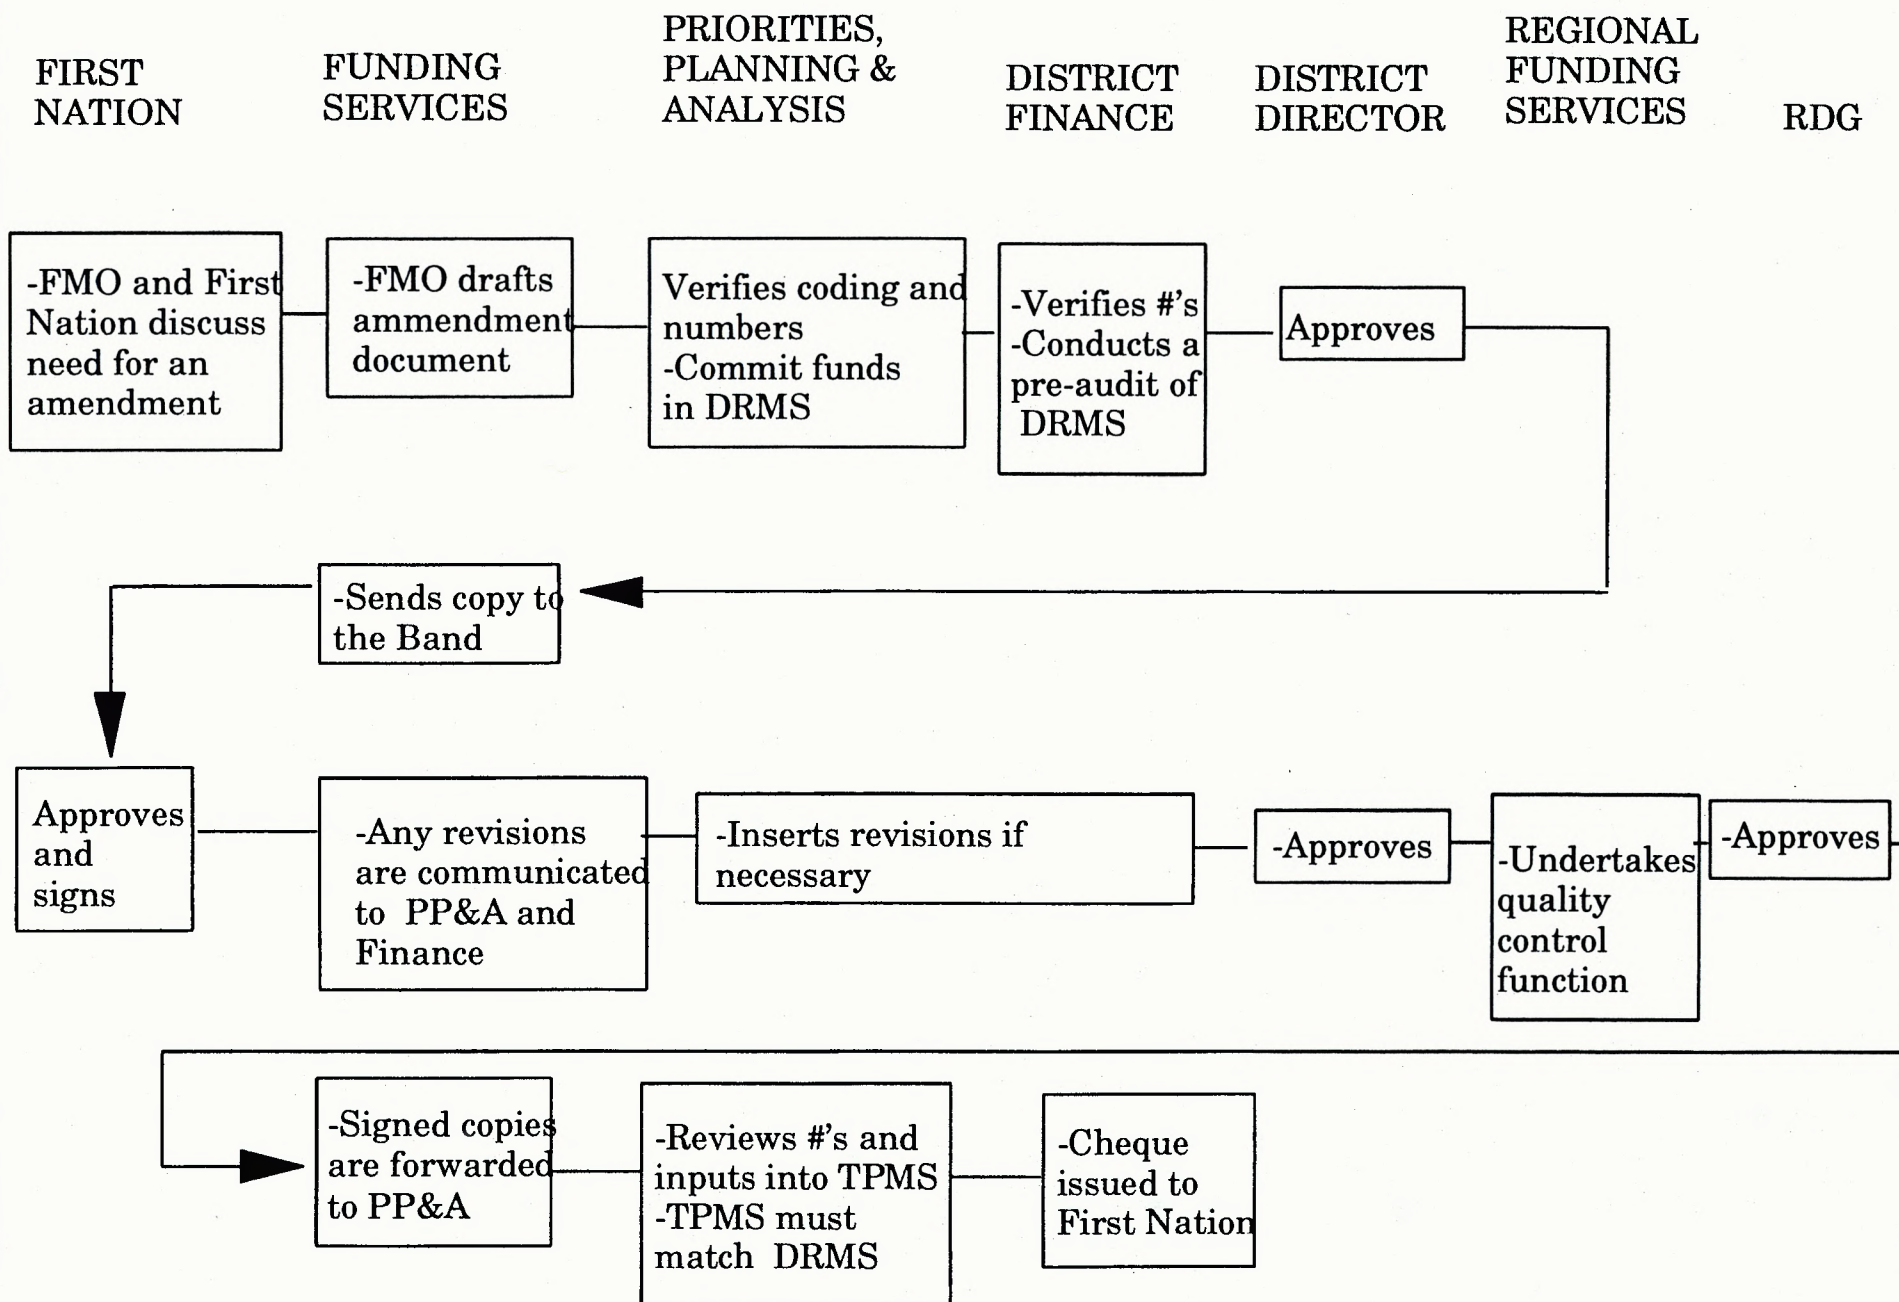 FIRST
NATION
FUNDING
SERVICES
PRIORITIES,
PLANNING &
ANALYSIS
DISTRICT
FINANCE
DISTRICT
DIRECTOR
REGIONAL
FUNDING
SERVICES
RDG
-FMO and First
Nation discuss
need for an
amendment
-FMO drafts
ammendment
document
Verifies coding and
numbers
-Commit funds
in DRMS
-Verifies #'s
-Conducts a
pre-audit of
DRMS
Approves
-Sends copy to
the Band
Approves
and
signs
-Any revisions
are communicated
to PP&A and
Finance
-Inserts revisions if
necessary
-Approves
-Undertakes
quality
control
function
-Approves
-Signed copies
are forwarded
to PP&A
-Reviews #'s and
inputs into TPMS
-TPMS must
match DRMS
-Cheque
issued to
First Nation